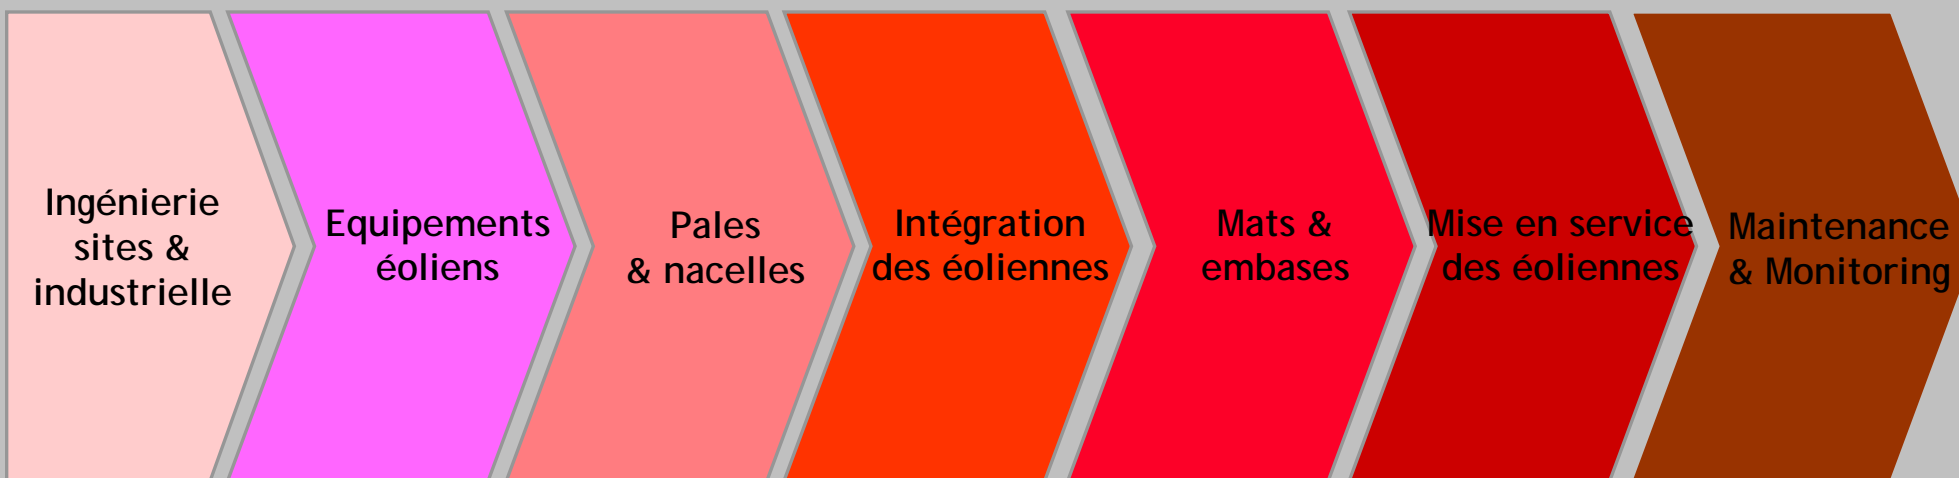 Ingénierie
sites &
industrielle
Equipements
éoliens
Pales
& nacelles
Intégration
des éoliennes
Mats &
embases
Mise en service
des éoliennes
Maintenance
& Monitoring